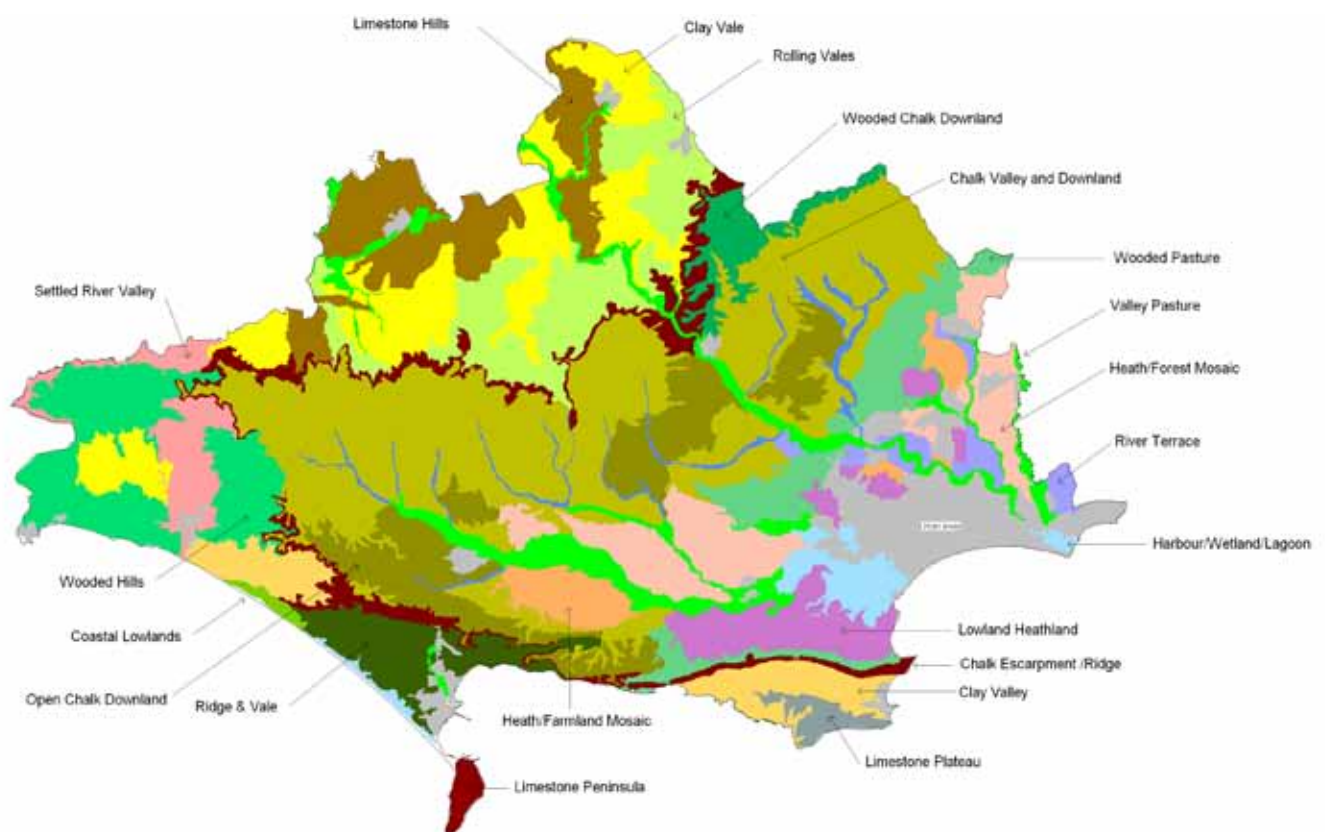 Limestone Hills
Clay Vale
Rolling Vales
Wooded Chalk Downland
Chalk Valley and Downland
Wooded Pasture
Settled River Valley
Valley Pasture
Heath/Forest Mosaic
River Terrace
Harbour/Wetland/Lagoon
Wooded Hills
Coastal Lowlands
Lowland Heathland
Chalk Escarpment /Ridge
Open Chalk Downland
Ridge & Vale
Heath/Farmland Mosaic
Clay Valley
Limestone Plateau
Limestone Peninsula